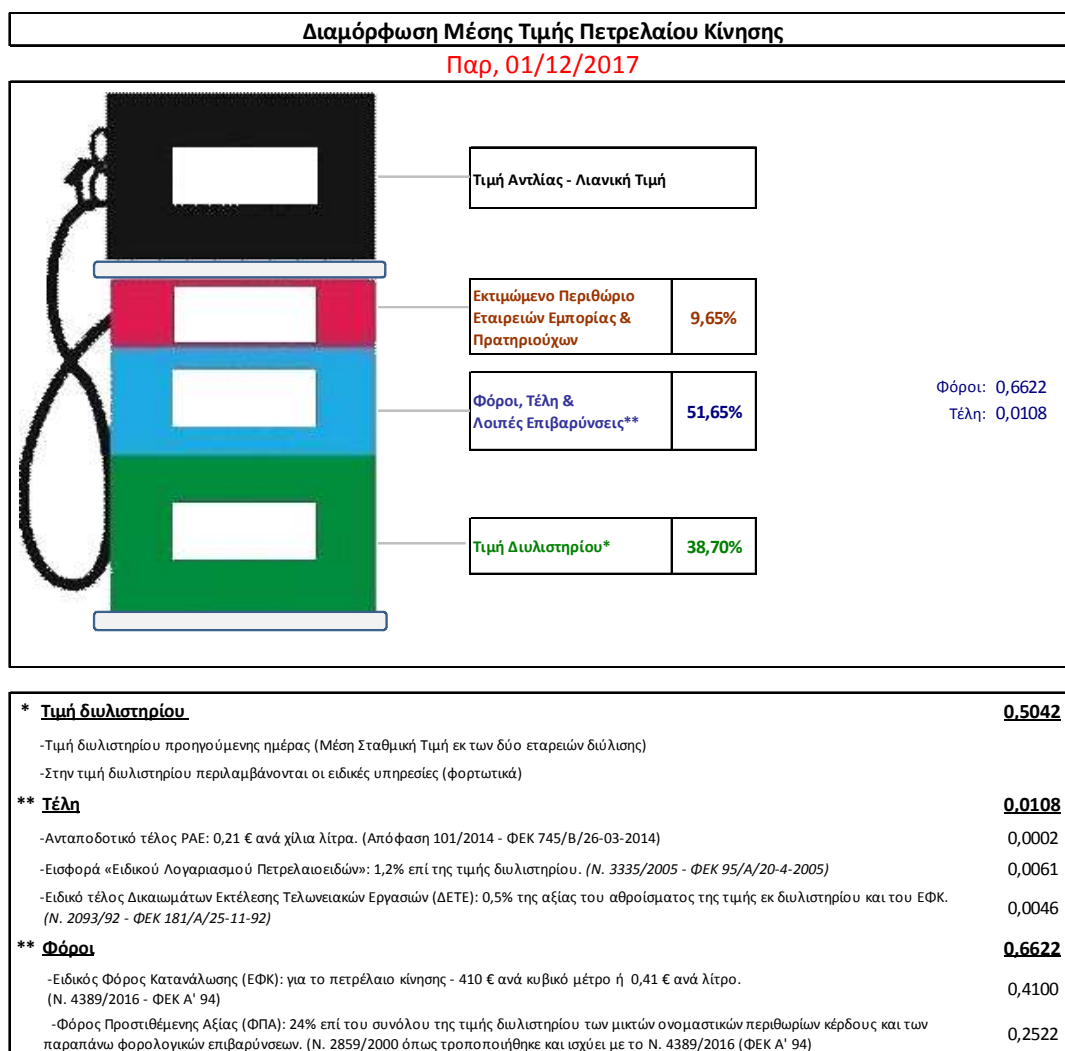 Διαμόρφωση Μέσης Τιμής Πετρελαίου Κίνησης
Παρ, 01/12/2017
Τιμή Αντλίας - Λιανική Τιμή
Εκτιμώμενο Περιθώριο
Εταιρειών Εμπορίας &
Πρατηριούχων
9,65%
Φόροι, Τέλη &
Λοιπές Επιβαρύνσεις**
51,65%
Φόροι: 0,6622
Τέλη: 0,0108
Τιμή Διυλιστηρίου*
38,70%
* Τιμή διυλιστηρίου 0,5042
-Τιμή διυλιστηρίου προηγούμενης ημέρας (Μέση Σταθμική Τιμή εκ των δύο εταρειών διύλισης)
-Στην τιμή διυλιστηρίου περιλαμβάνονται οι ειδικές υπηρεσίες (φορτωτικά)
** Τέλη 0,0108
-Ανταποδοτικό τέλος ΡΑΕ: 0,21 € ανά χίλια λίτρα. (Απόφαση 101/2014 - ΦΕΚ 745/Β/26-03-2014) 0,0002
-Εισφορά «Ειδικού Λογαριασμού Πετρελαιοειδών»: 1,2% επί της τιμής διυλιστηρίου. (Ν. 3335/2005 - ΦΕΚ 95/Α/20-4-2005) 0,0061
-Ειδικό τέλος Δικαιωμάτων Εκτέλεσης Τελωνειακών Εργασιών (ΔΕΤΕ): 0,5% της αξίας του αθροίσματος της τιμής εκ διυλιστηρίου και του ΕΦΚ.
(Ν. 2093/92 - ΦΕΚ 181/Α/25-11-92) 0,0046
** Φόροι 0,6622
-Ειδικός Φόρος Κατανάλωσης (ΕΦΚ): για το πετρέλαιο κίνησης - 410 € ανά κυβικό μέτρο ή 0,41 € ανά λίτρο.
(Ν. 4389/2016 - ΦΕΚ Α' 94) 0,4100
-Φόρος Προστιθέμενης Αξίας (ΦΠΑ): 24% επί του συνόλου της τιμής διυλιστηρίου των μικτών ονομαστικών περιθωρίων κέρδους και των
παραπάνω φορολογικών επιβαρύνσεων. (Ν. 2859/2000 όπως τροποποιήθηκε και ισχύει με το Ν. 4389/2016 (ΦΕΚ Α' 94) 0,2522